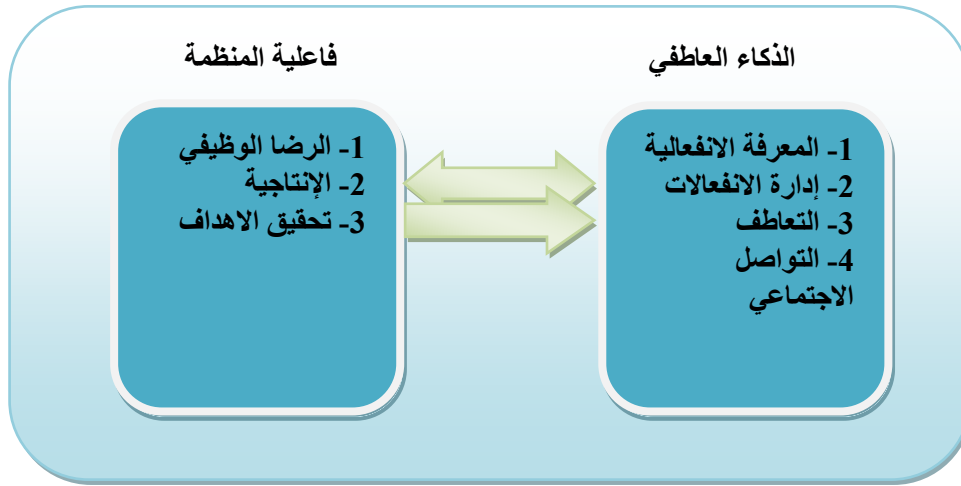 الذكاء العاطفي
1- المعرفة الانفعالية
2- إدارة الانفعالات
3- التعاطف
4- التواصل
الاجتماعي
فاعلية المنظمة
1- الرضا الوظيفي
2- الإنتاجية
3- تحقيق الاهداف